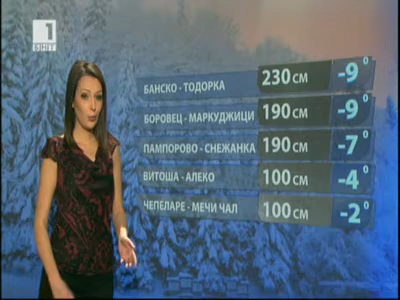 1
БНТ
БАНСКО - ТОДОРКА 230 СМ -9°
БОРОВЕЦ - МАРКУДЖИЦИ 190 СМ -9°
ПАМПОРОВО - СНЕЖАНКА 190 СМ -7°
ВИТОША - АЛЕКО 100 СМ -4°
ЧЕПЕЛАРЕ - МЕЧИ ЧАЛ 100 СМ -2°